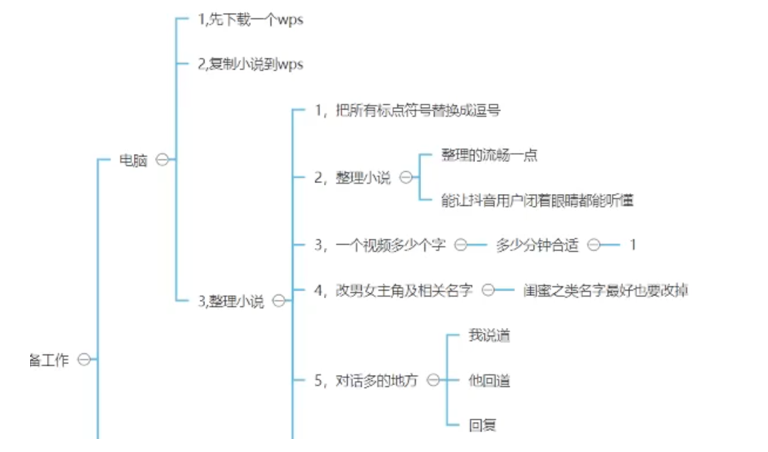 1,先下载一个wps
2,复制小说到wps
1，把所有标点符号替换成逗号
整理的流畅一点
电脑
2，整理小说
能让抖音用户闭着眼睛都能听懂
3，一个视频多少个字
多少分钟合适
1
3,整理小说
4，改男女主角及相关名字
闺蜜之类名字最好也要改掉
我说道
备工作
5，对话多的地方
他回道
回复